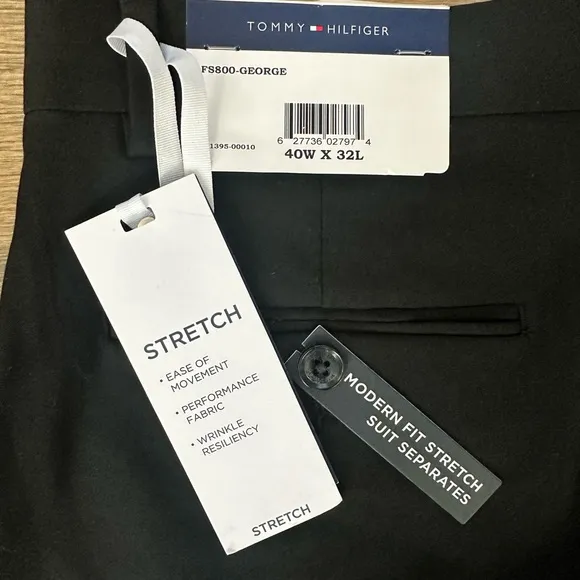 TOMMY HILFIGER
FS800-GEORGE
6 27736 02797 4
1395-00010
40W X 32L
STRETCH
• EASE OF
MOVEMENT
• PERFORMANCE
FABRIC
• WRINKLE
RESILIENCY
STRETCH
MODERN FIT STRETCH
SUIT SEPARATES